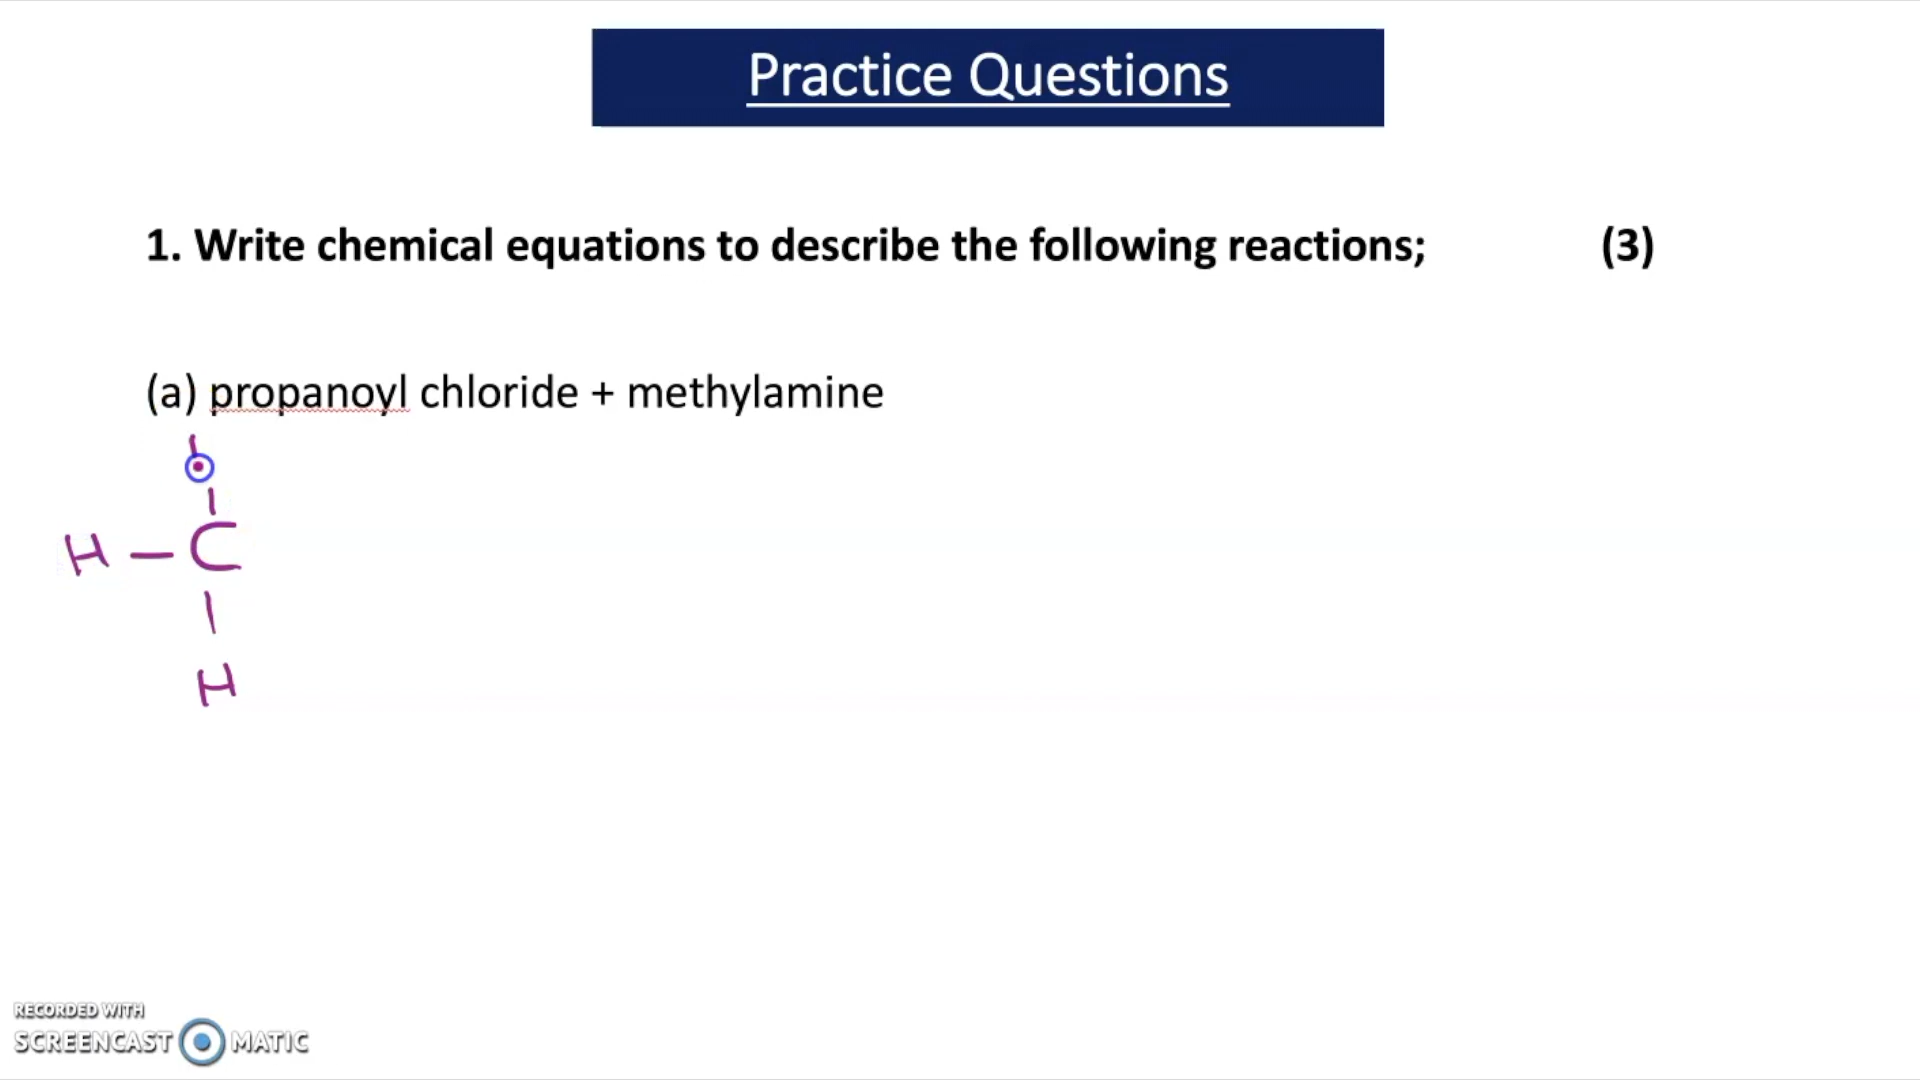 Practice Questions
1. Write chemical equations to describe the following reactions; (3)
(a) propanoyl chloride + methylamine
H – C
H
RECORDED WITH
SCREENCAST MATIC